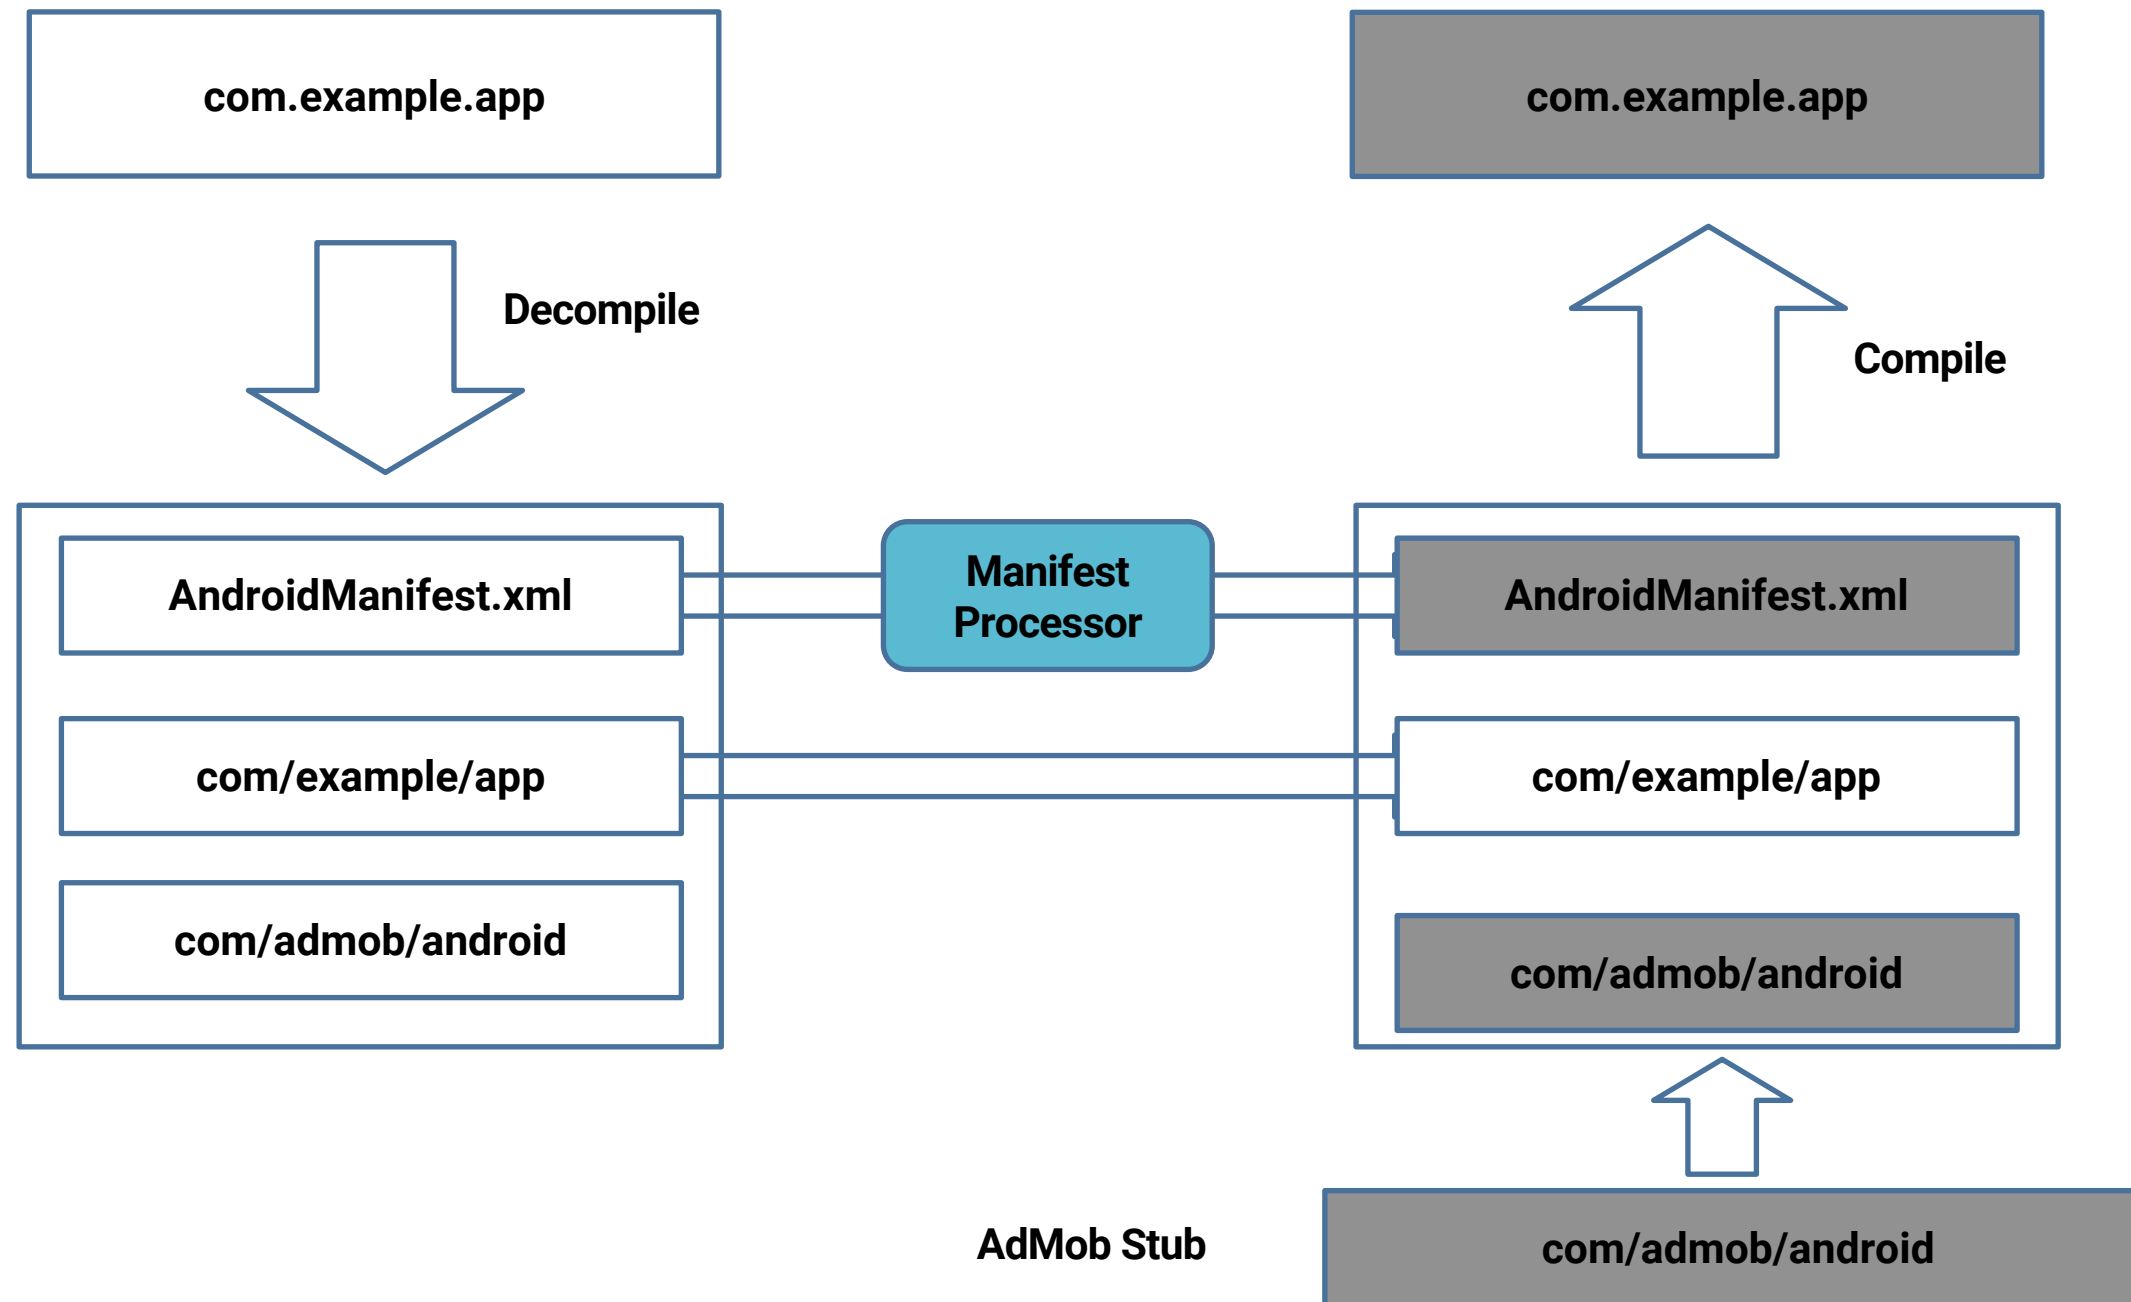 com.example.app
com.example.app
Decompile
Compile
AndroidManifest.xml
Manifest
Processor
AndroidManifest.xml
com/example/app
com/example/app
com/admob/android
com/admob/android
AdMob Stub
com/admob/android